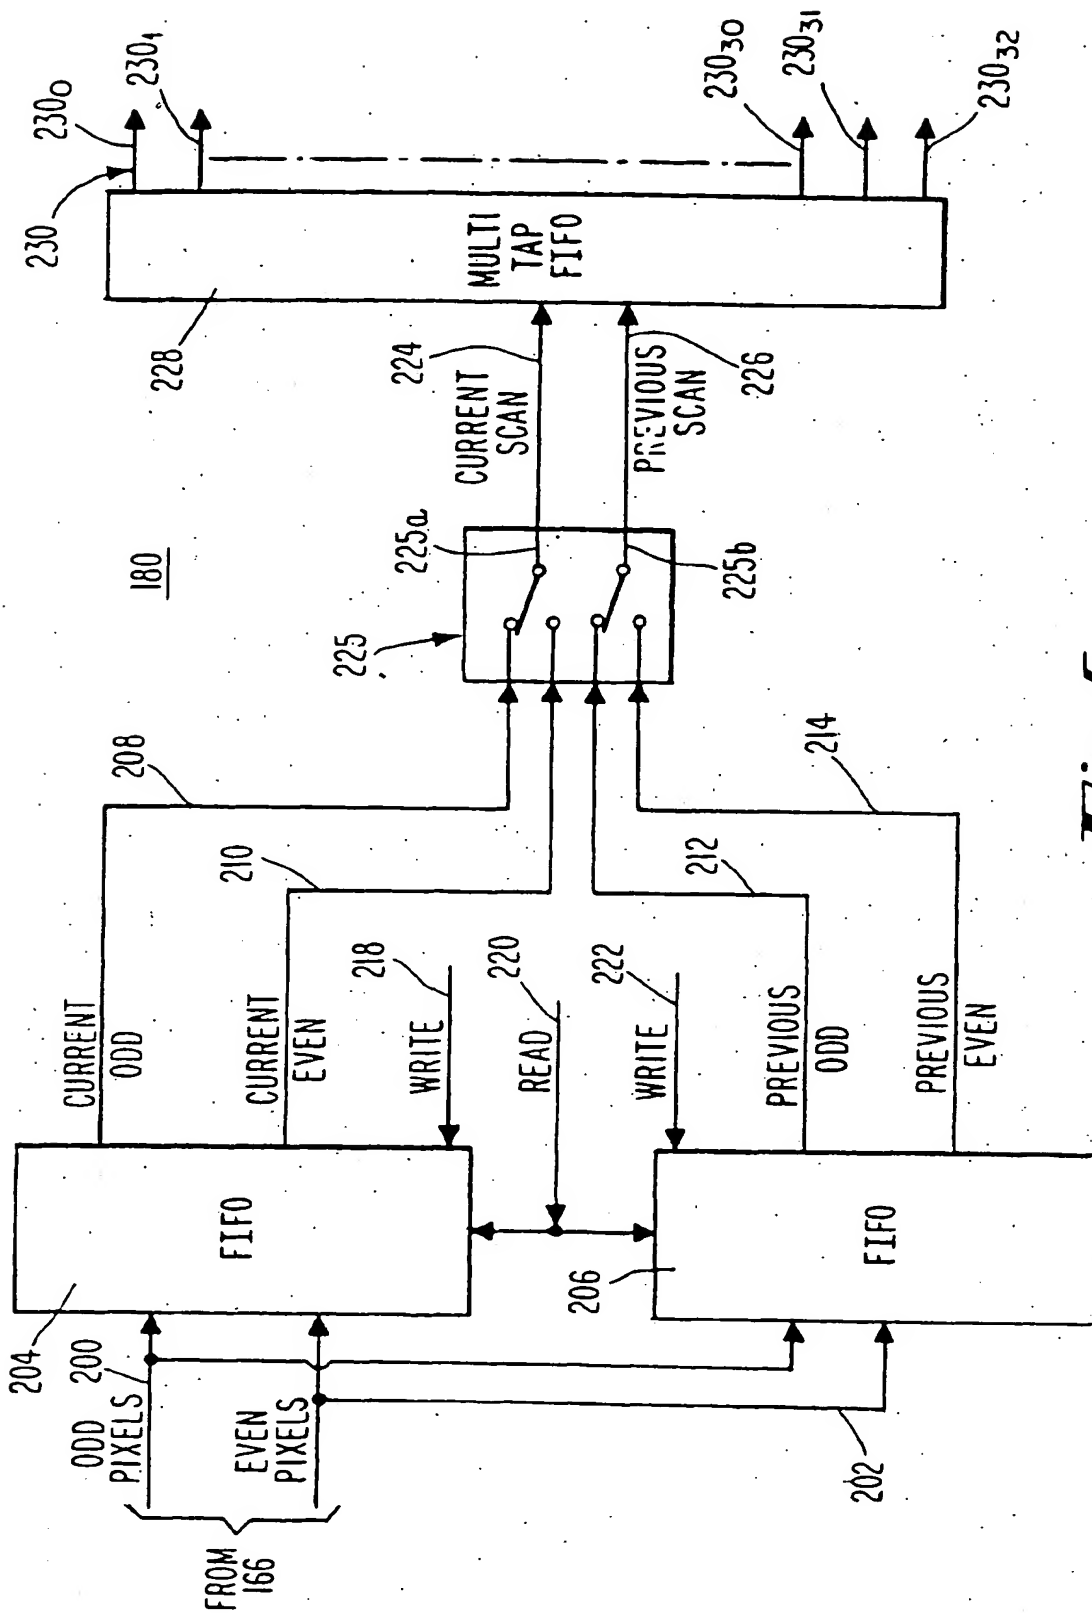 180
FROM
166
ODD
PIXELS
200
EVEN
PIXELS
202
204
FIFO
206
FIFO
CURRENT
ODD
208
CURRENT
EVEN
210
WRITE
218
READ
220
WRITE
222
PREVIOUS
ODD
212
PREVIOUS
EVEN
214
225
225a
225b
CURRENT
SCAN
224
PREVIOUS
SCAN
226
228
MULTI
TAP
FIFO
230
230₀
230₁
230₃₀
230₃₁
230₃₂